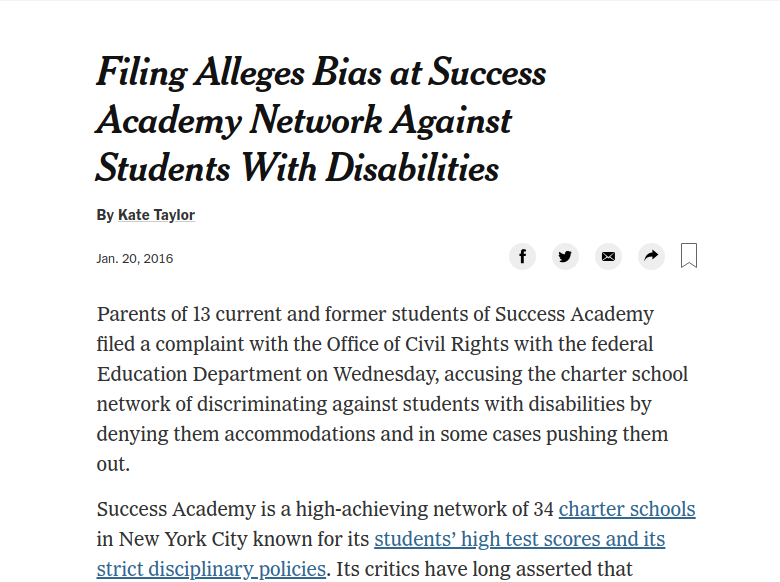 Filing Alleges Bias at Success
Academy Network Against
Students With Disabilities
By Kate Taylor
Jan. 20, 2016
Parents of 13 current and former students of Success Academy
filed a complaint with the Office of Civil Rights with the federal
Education Department on Wednesday, accusing the charter school
network of discriminating against students with disabilities by
denying them accommodations and in some cases pushing them
out.
Success Academy is a high-achieving network of 34 charter schools
in New York City known for its students’ high test scores and its
strict disciplinary policies. Its critics have long asserted that